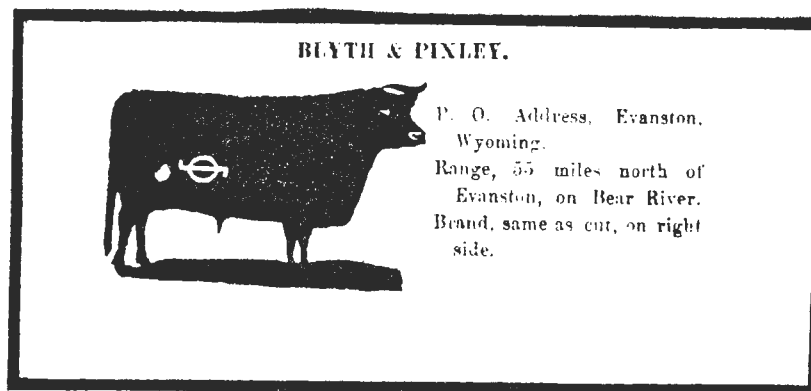 BLYTH & PIXLEY.
P. O. Address, Evanston,
Wyoming.
Range, 55 miles north of
Evanston, on Bear River.
Brand, same as cut, on right
side.